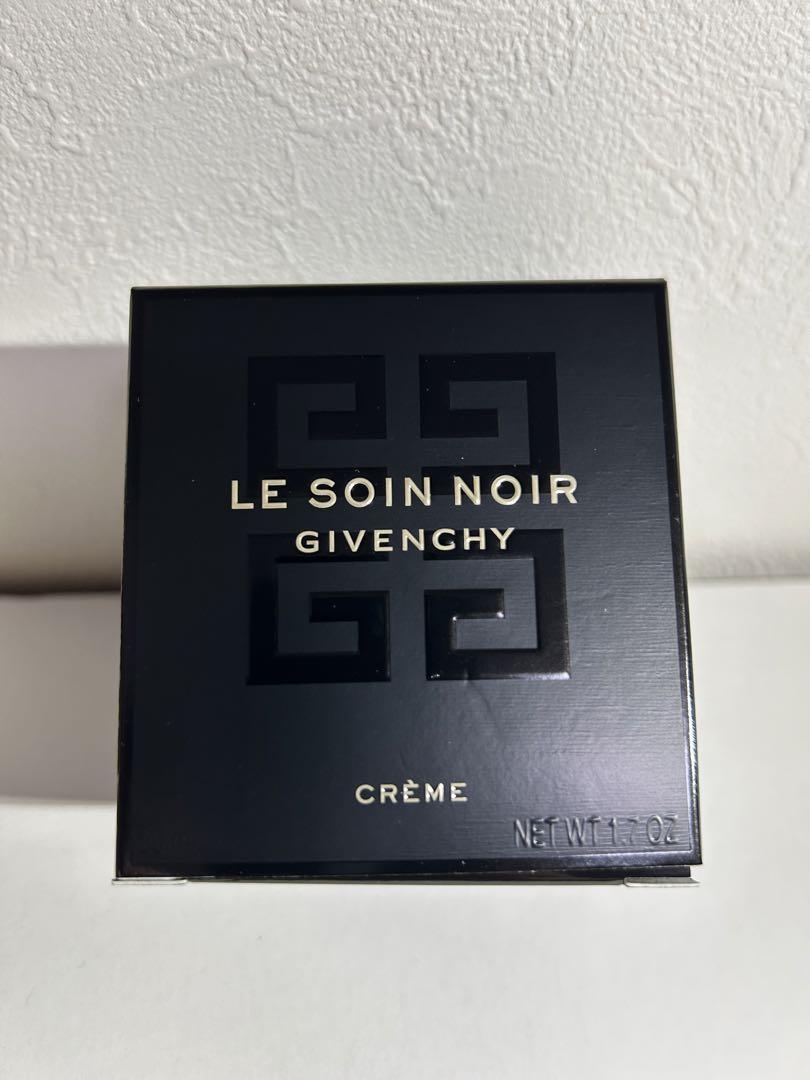 LE SOIN NOIR
GIVENCHY
CRÈME
NET WT 1.7 OZ